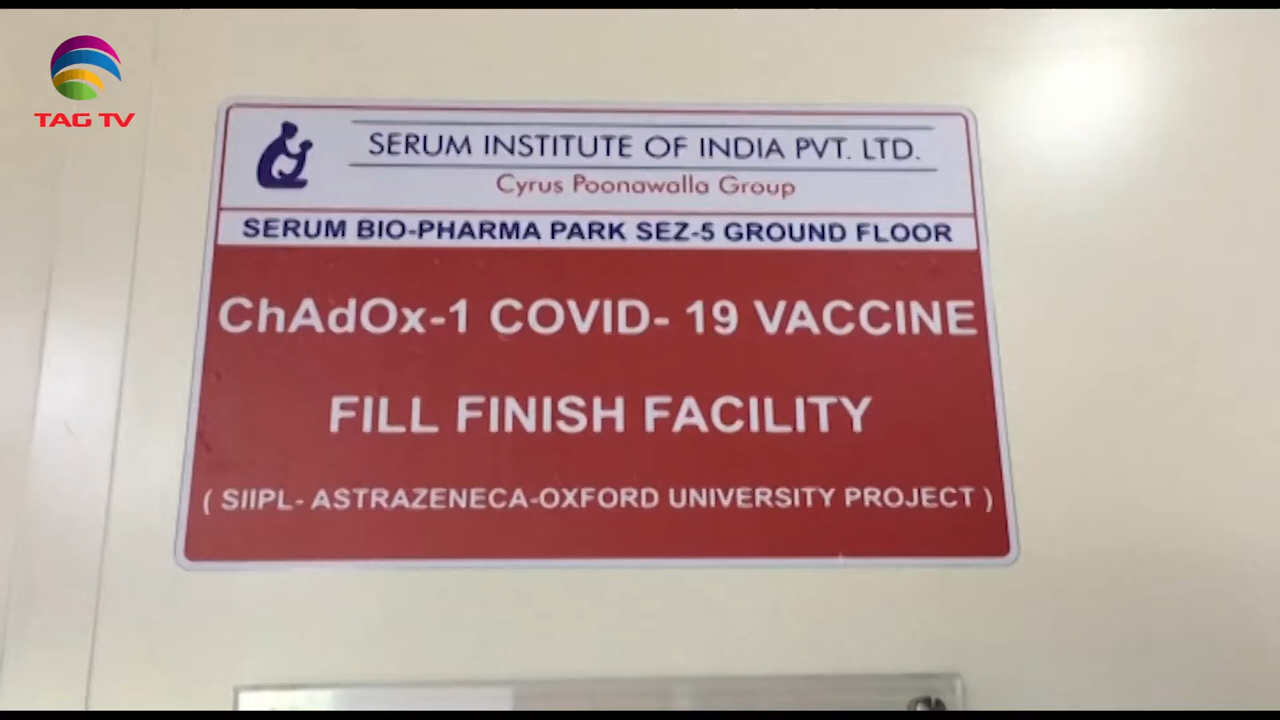 TAG TV
SERUM INSTITUTE OF INDIA PVT. LTD.
Cyrus Poonawalla Group
SERUM BIO-PHARMA PARK SEZ-5 GROUND FLOOR
ChAdOx-1 COVID- 19 VACCINE
FILL FINISH FACILITY
( SIIPL- ASTRAZENECA-OXFORD UNIVERSITY PROJECT )